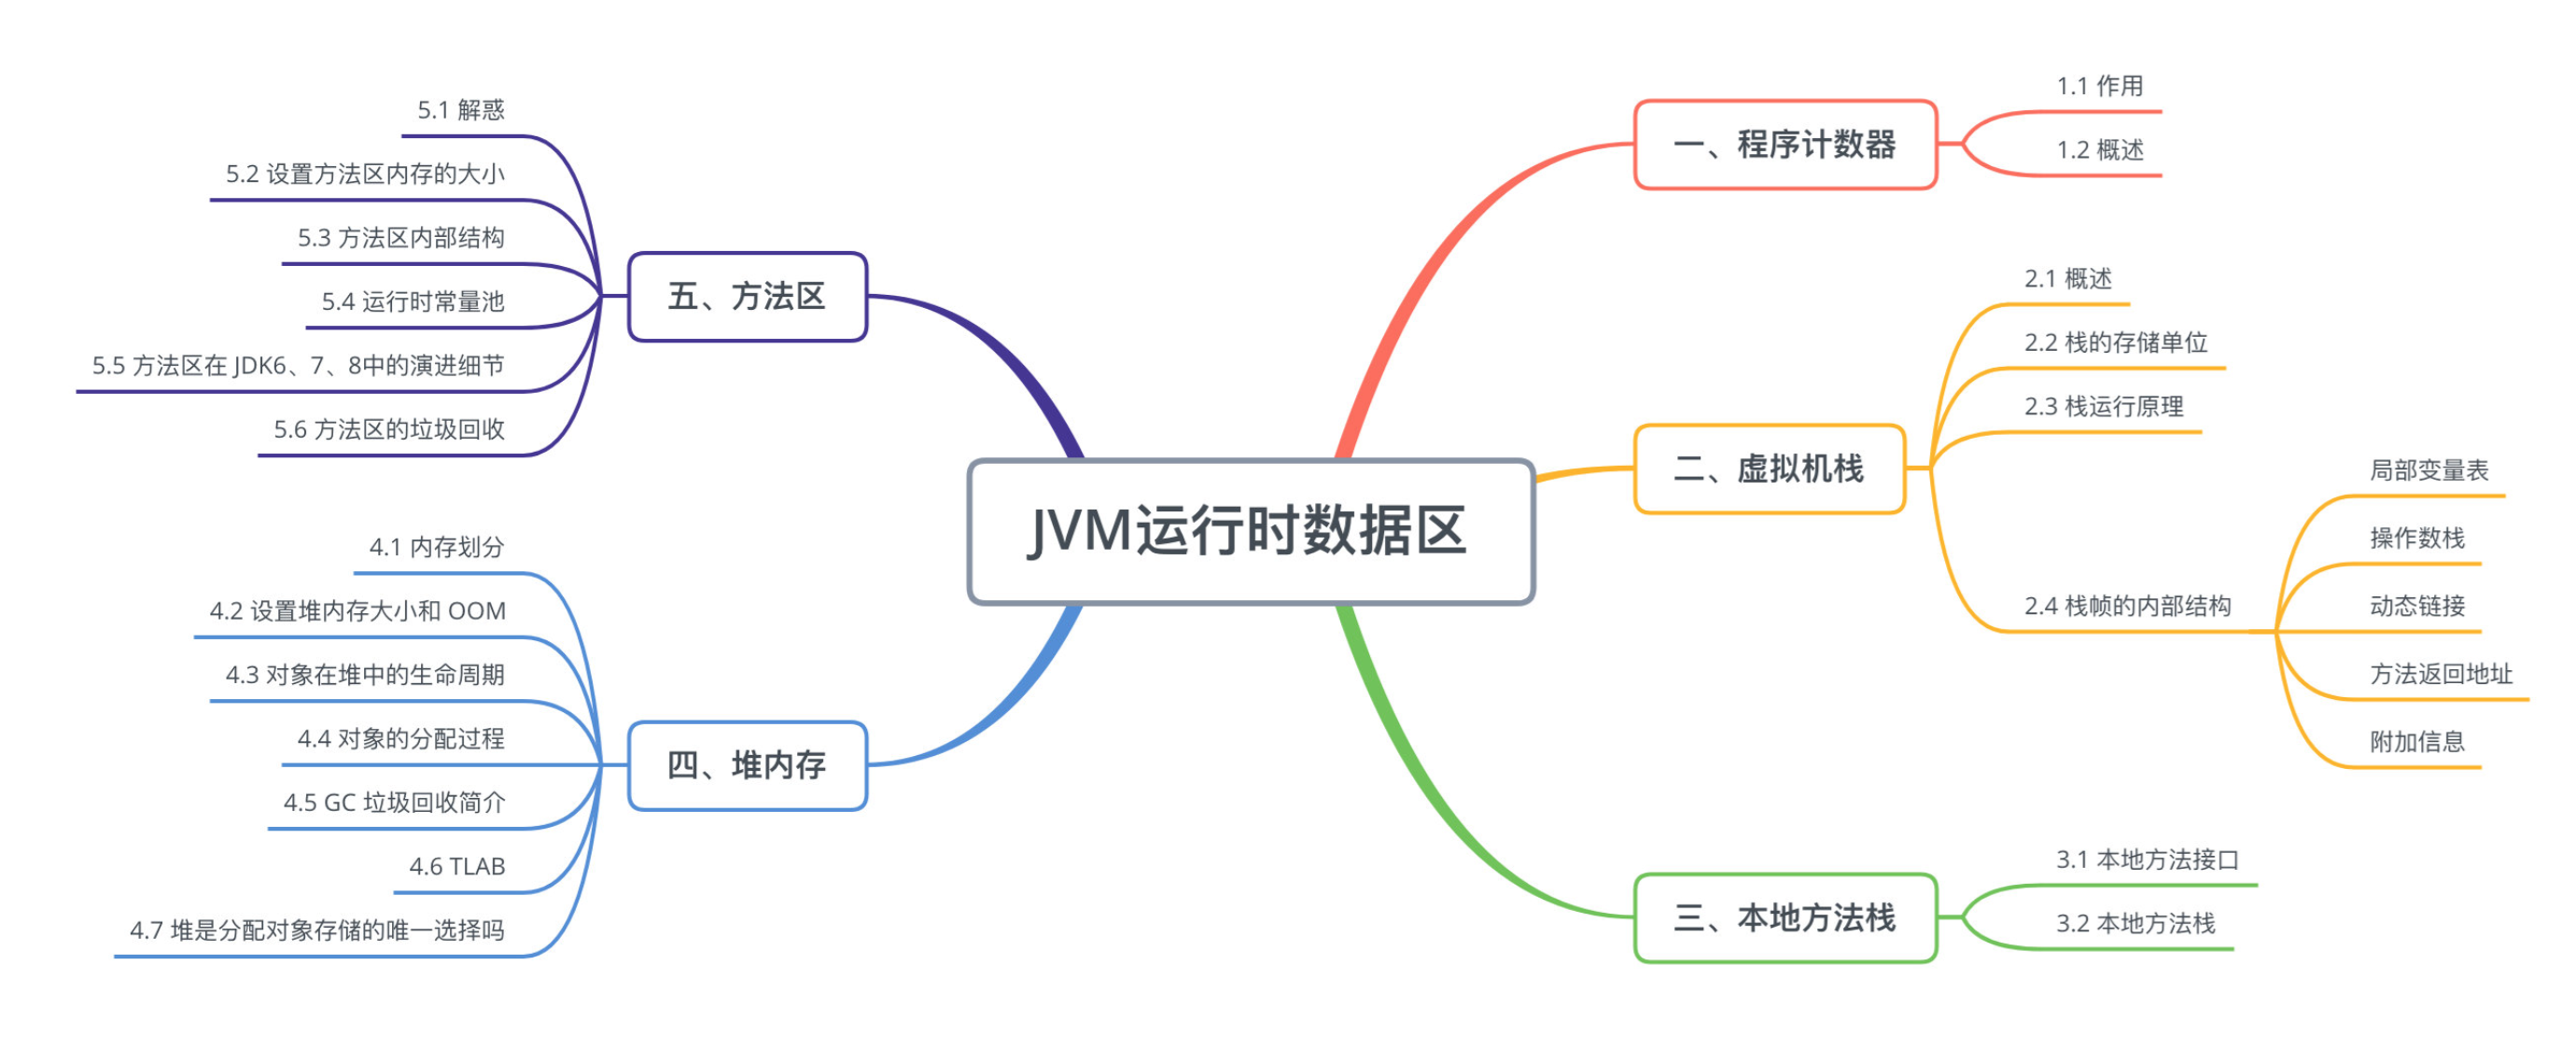 JVM运行时数据区
一、程序计数器
1.1 作用
1.2 概述
二、虚拟机栈
2.1 概述
2.2 栈的存储单位
2.3 栈运行原理
2.4 栈帧的内部结构
局部变量表
操作数栈
动态链接
方法返回地址
附加信息
三、本地方法栈
3.1 本地方法接口
3.2 本地方法栈
四、堆内存
4.1 内存划分
4.2 设置堆内存大小和 OOM
4.3 对象在堆中的生命周期
4.4 对象的分配过程
4.5 GC 垃圾回收简介
4.6 TLAB
4.7 堆是分配对象存储的唯一选择吗
五、方法区
5.1 解惑
5.2 设置方法区内存的大小
5.3 方法区内部结构
5.4 运行时常量池
5.5 方法区在 JDK6、7、8中的演进细节
5.6 方法区的垃圾回收